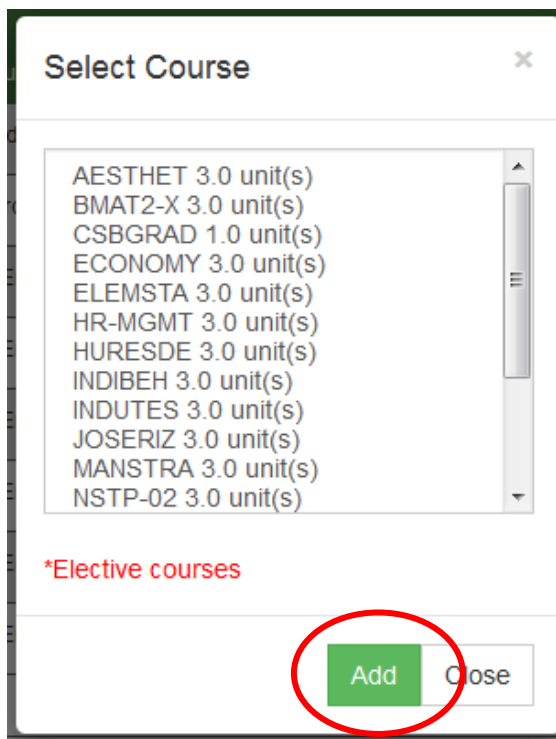 Select Course
×
AESTHET 3.0 unit(s)
BMAT2-X 3.0 unit(s)
CSBGRAD 1.0 unit(s)
ECONOMY 3.0 unit(s)
ELEMSTA 3.0 unit(s)
HR-MGMT 3.0 unit(s)
HURESDE 3.0 unit(s)
INDIBEH 3.0 unit(s)
INDUTES 3.0 unit(s)
JOSERIZ 3.0 unit(s)
MANSTRA 3.0 unit(s)
NSTP-02 3.0 unit(s)
*Elective courses
Add Close